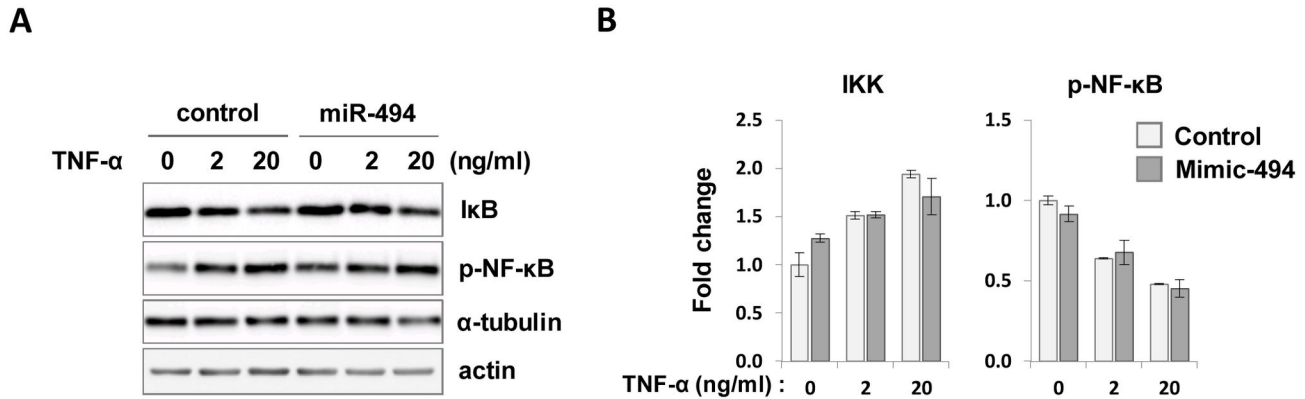 A
control miR-494
TNF-α 0 2 20 0 2 20 (ng/ml)
IκB
p-NF-κB
α-tubulin
actin
B
IKK
2.5
2.0
1.5
1.0
0.5
0.0
Fold change
TNF-α (ng/ml) : 0 2 20
p-NF-κB
1.5
1.0
0.5
0.0
0 2 20
Control
Mimic-494